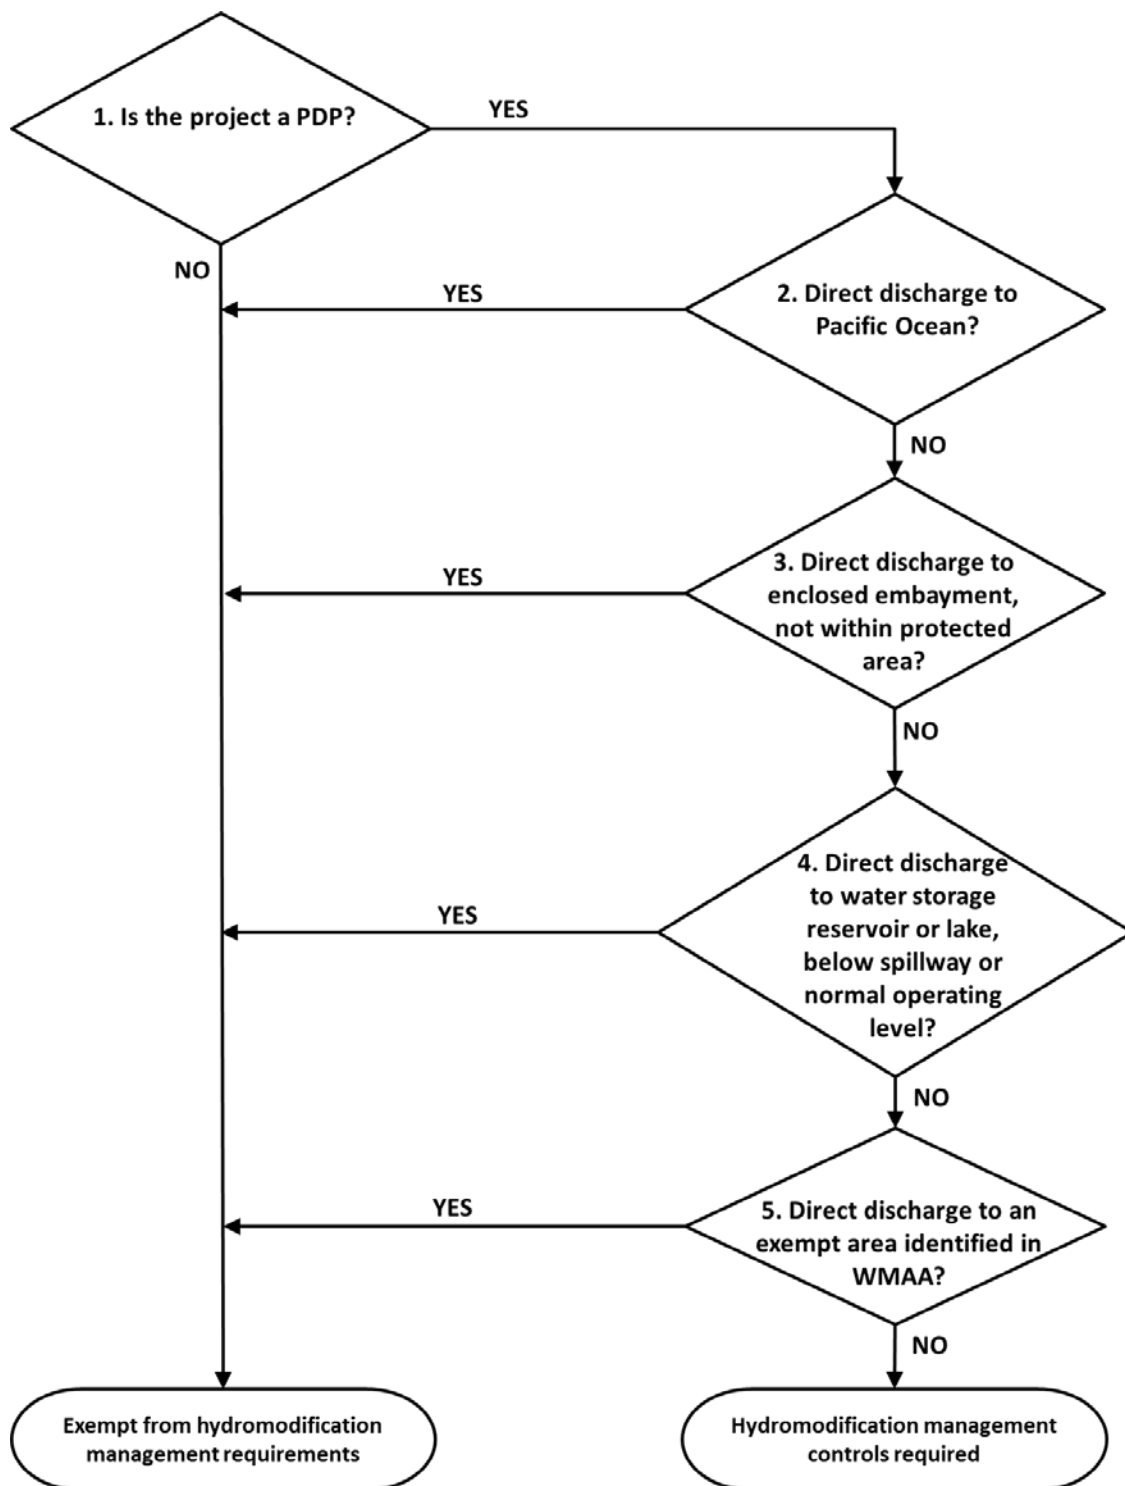 1. Is the project a PDP?
YES
NO
2. Direct discharge to
Pacific Ocean?
YES
NO
3. Direct discharge to
enclosed embayment,
not within protected
area?
YES
NO
4. Direct discharge
to water storage
reservoir or lake,
below spillway or
normal operating
level?
YES
NO
5. Direct discharge to an
exempt area identified in
WMAA?
YES
NO
Exempt from hydromodification
management requirements
Hydromodification management
controls required